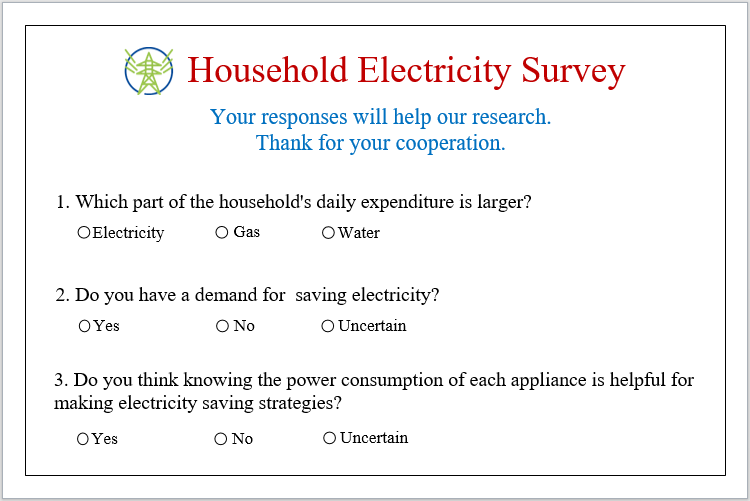 Household Electricity Survey
Your responses will help our research.
Thank for your cooperation.
1. Which part of the household's daily expenditure is larger?
○Electricity ○ Gas ○Water
2. Do you have a demand for  saving electricity?
○Yes ○ No ○ Uncertain
3. Do you think knowing the power consumption of each appliance is helpful for
making electricity saving strategies?
○Yes ○ No ○ Uncertain